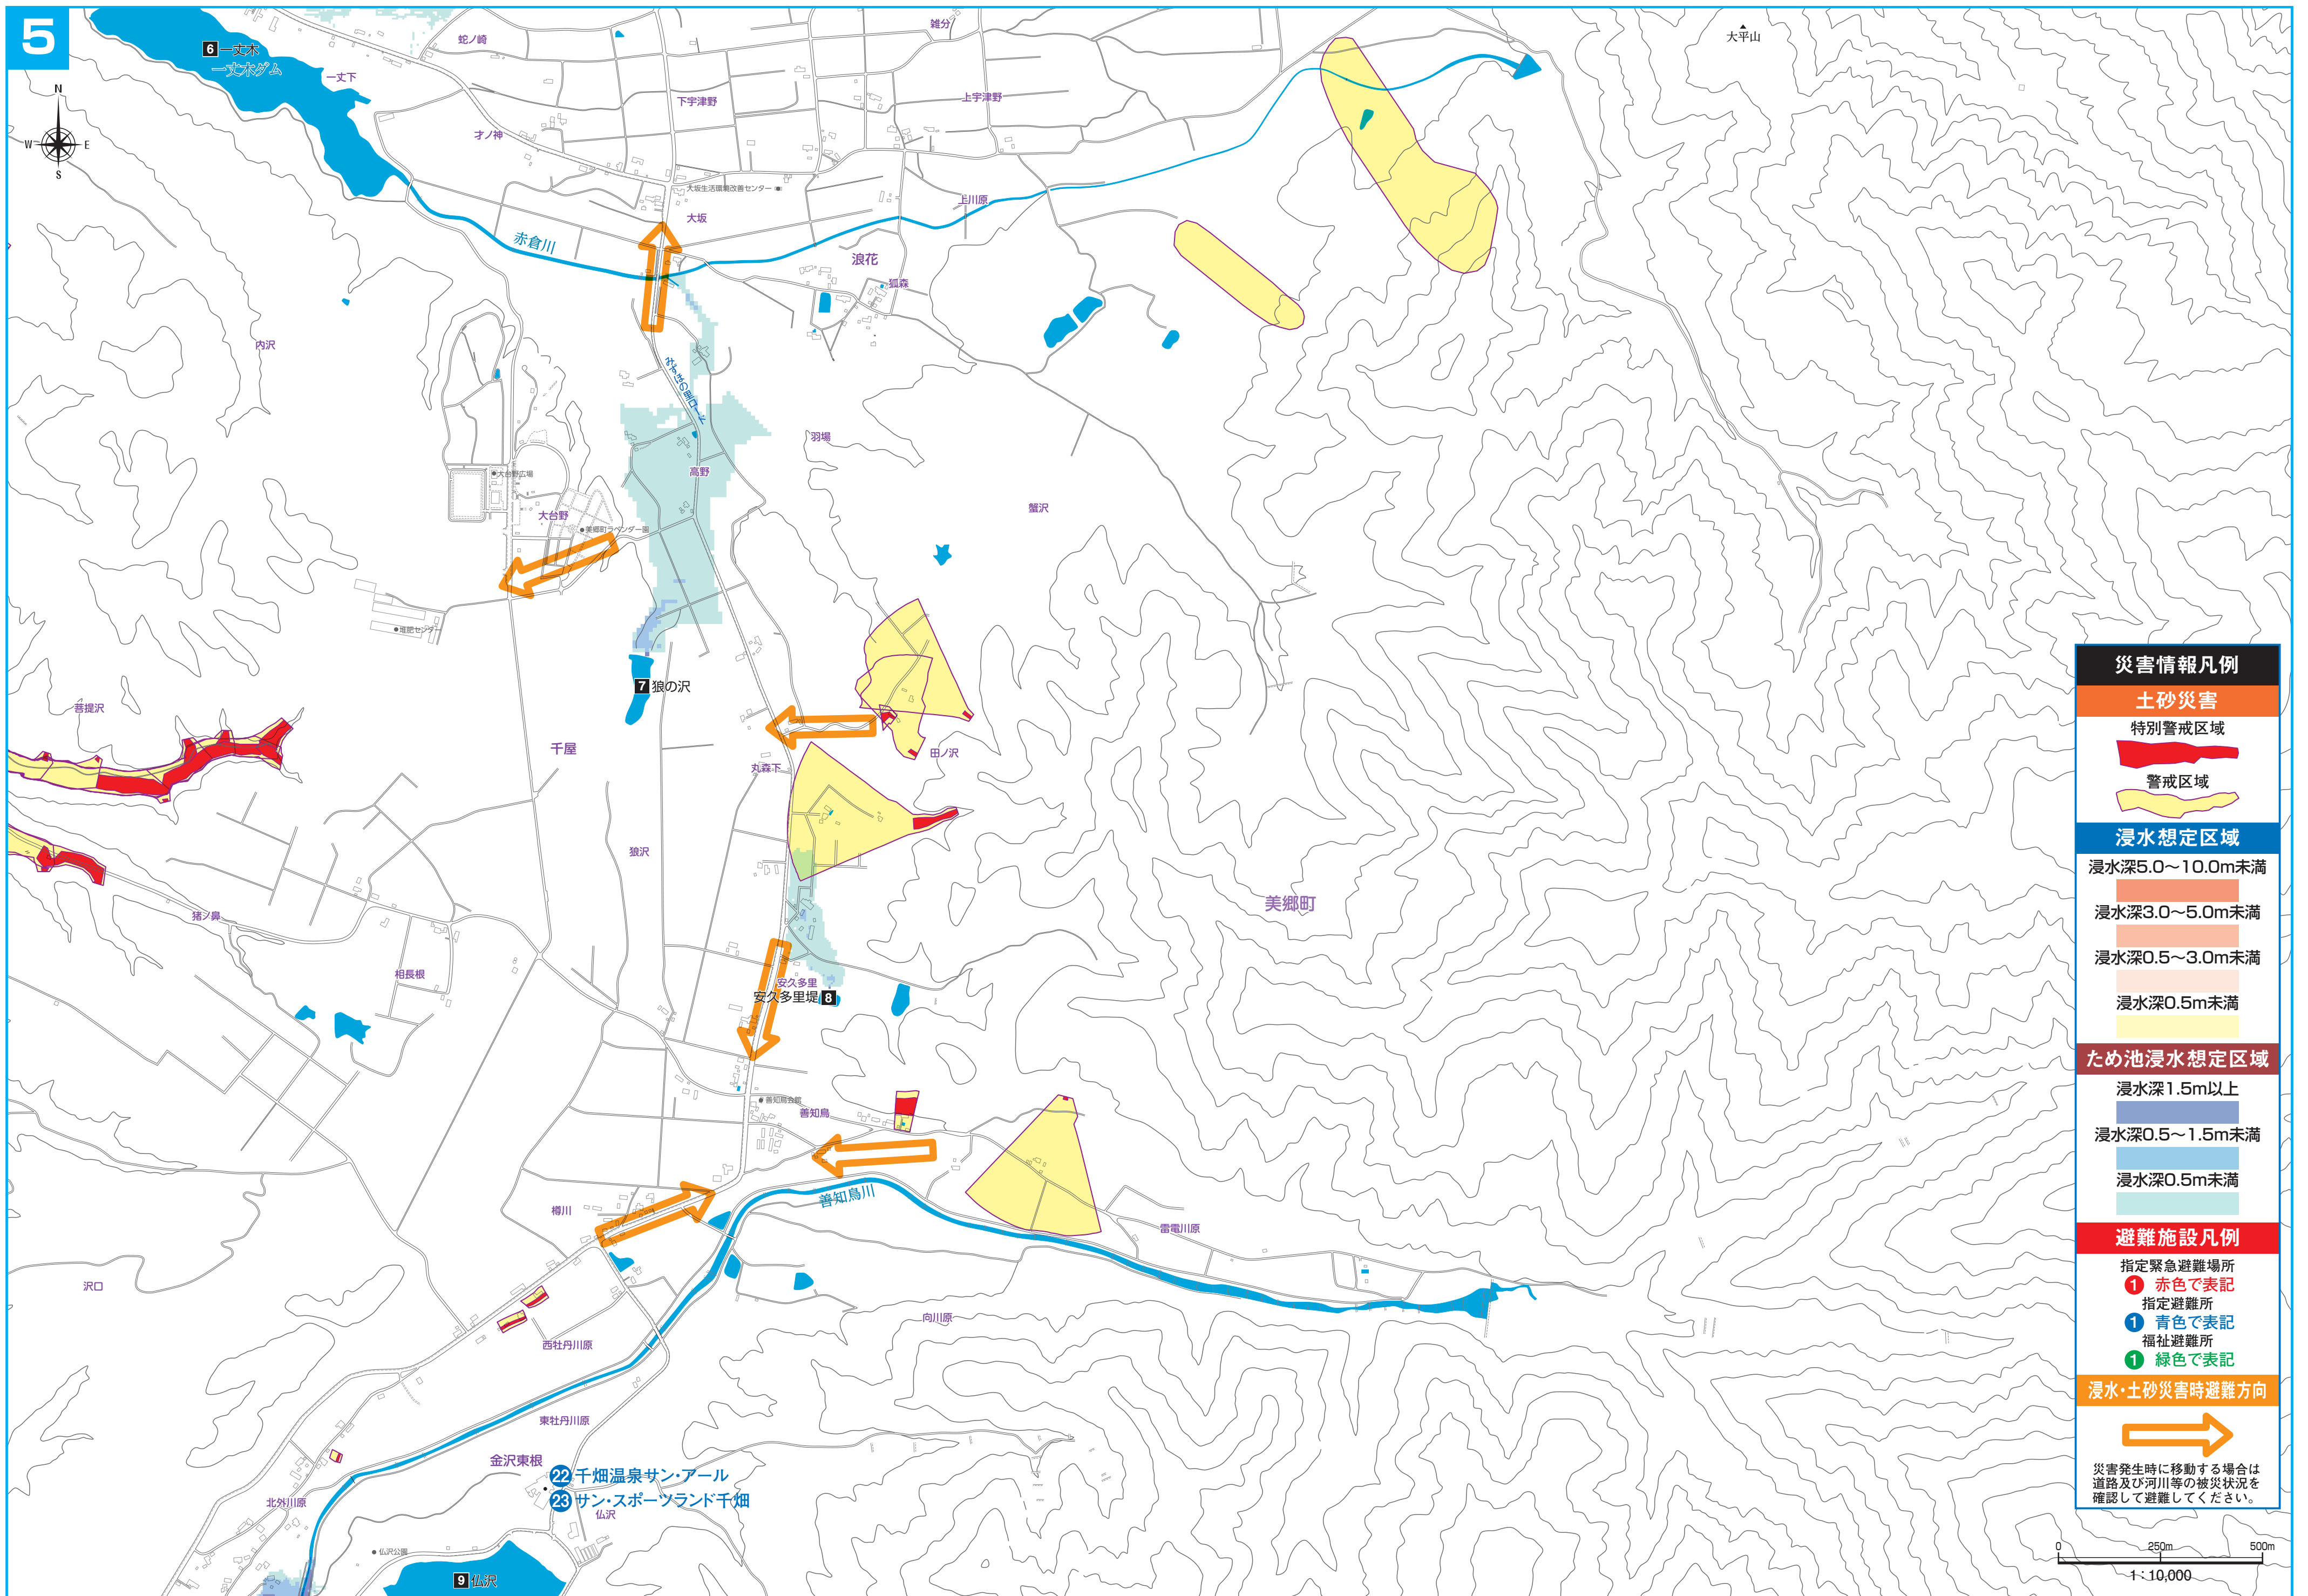 5
6 一丈木
一丈木ダム
一丈下
蛇ノ崎
雑分
大平山
N
W E
S
下宇津野
上宇津野
才ノ神
大坂生活環境改善センター
大坂
上川原
赤倉川
浪花
狐森
内沢
みずほの里ロード
羽場
高野
大台野広場
大台野
美郷町ラベンダー園
蟹沢
堆肥センター
7 狼の沢
菩提沢
千屋
田ノ沢
丸森下
狼沢
美郷町
猪ノ鼻
相長根
安久多里
安久多里堤 8
善知鳥会館
善知鳥
善知鳥川
樽川
雷電川原
沢口
向川原
西牡丹川原
東牡丹川原
金沢東根
22 千畑温泉サン・アール
23 サン・スポーツランド千畑
仏沢
北外川原
仏沢公園
9 仏沢
災害情報凡例
土砂災害
特別警戒区域
警戒区域
浸水想定区域
浸水深5.0～10.0m未満
浸水深3.0～5.0m未満
浸水深0.5～3.0m未満
浸水深0.5m未満
ため池浸水想定区域
浸水深1.5m以上
浸水深0.5～1.5m未満
浸水深0.5m未満
避難施設凡例
指定緊急避難場所
1 赤色で表記
指定避難所
1 青色で表記
福祉避難所
1 緑色で表記
浸水・土砂災害時避難方向
災害発生時に移動する場合は
道路及び河川等の被災状況を
確認して避難してください。
0 250m 500m
1：10,000